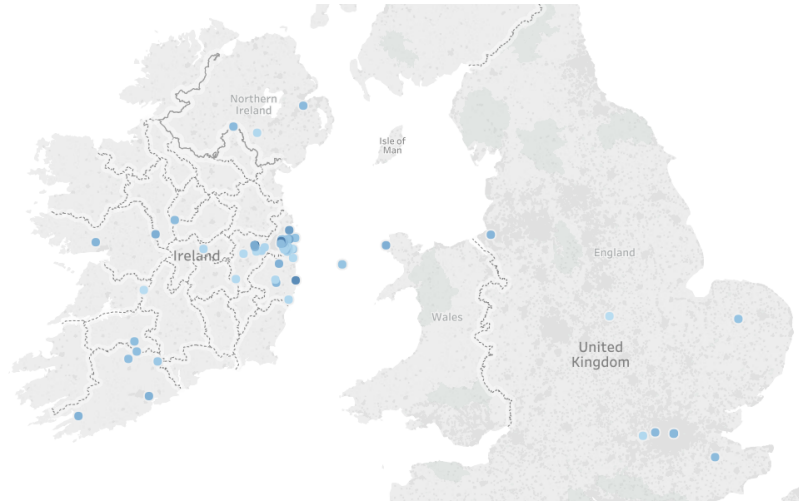 Northern
Ireland
Isle of
Man
Ireland
England
Wales
United
Kingdom